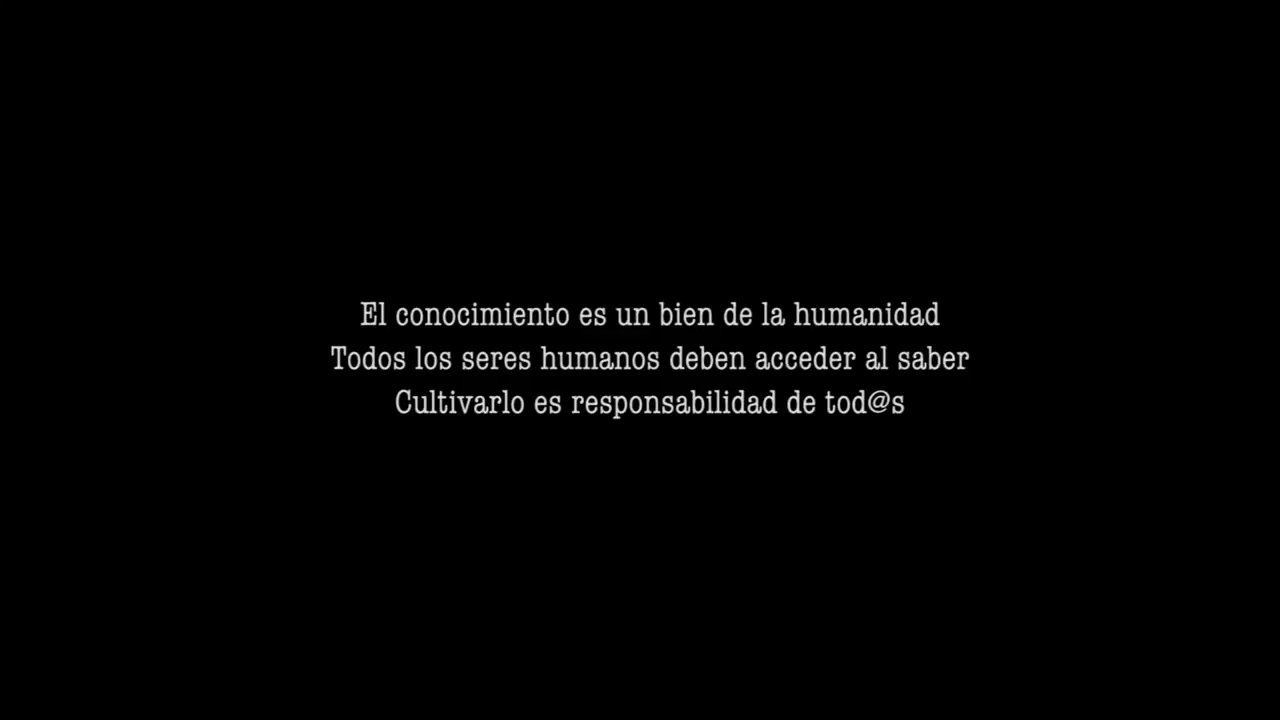 El conocimiento es un bien de la humanidad
Todos los seres humanos deben acceder al saber
Cultivarlo es responsabilidad de tod@s